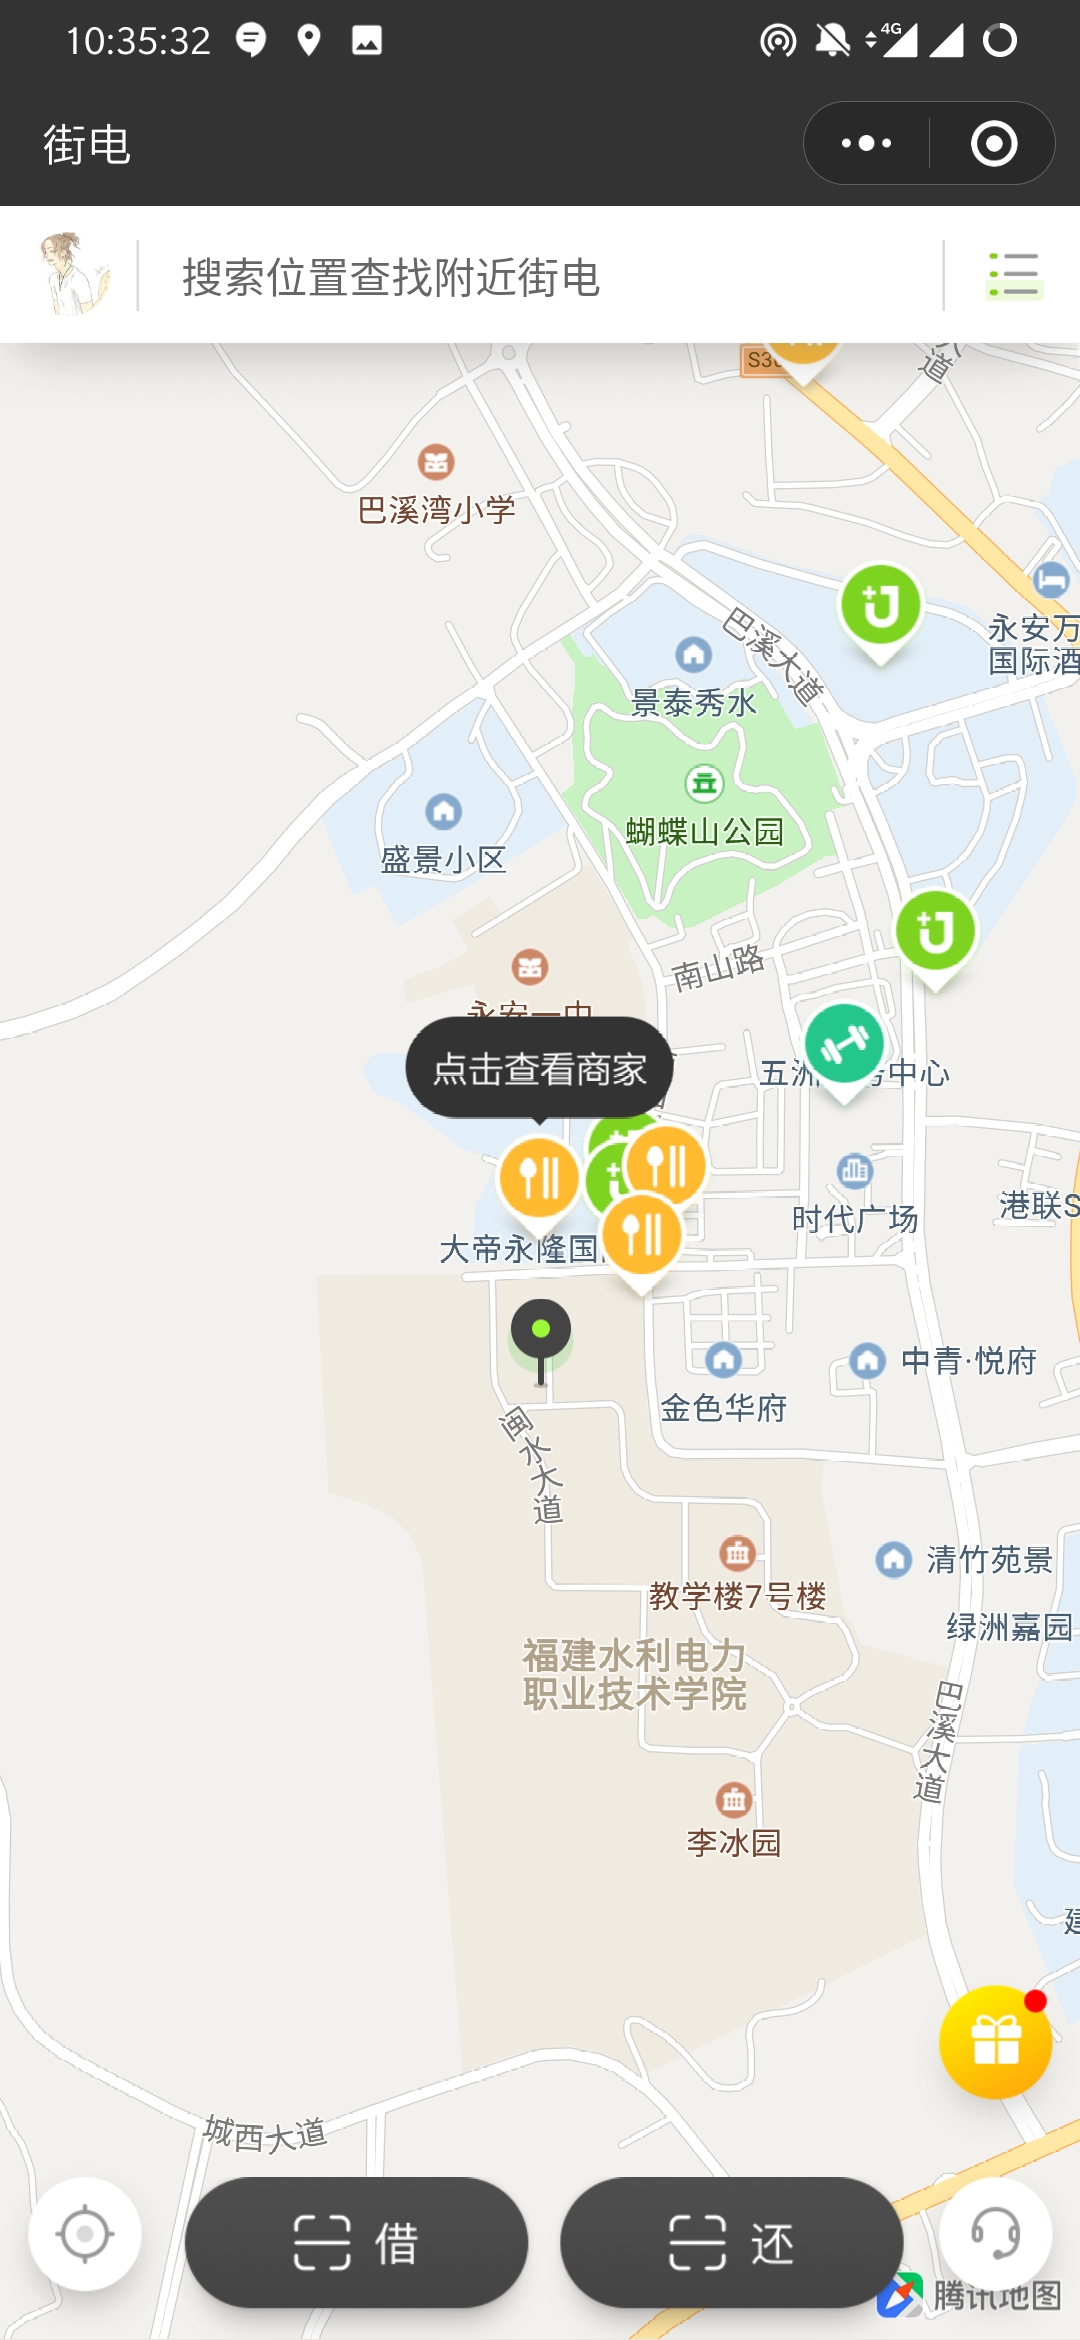 10:35:32
4G
街电
搜索位置查找附近街电
巴溪湾小学
巴溪大道
永安万
国际酒
景泰秀水
蝴蝶山公园
盛景小区
南山路
永安一中
点击查看商家
五洲
中心
时代广场
港联S
大帝永隆国
金色华府
中青·悦府
闽水大道
教学楼7号楼
清竹苑景
绿洲嘉园
福建水利电力
职业技术学院
巴溪大道
李冰园
城西大道
借
还
腾讯地图